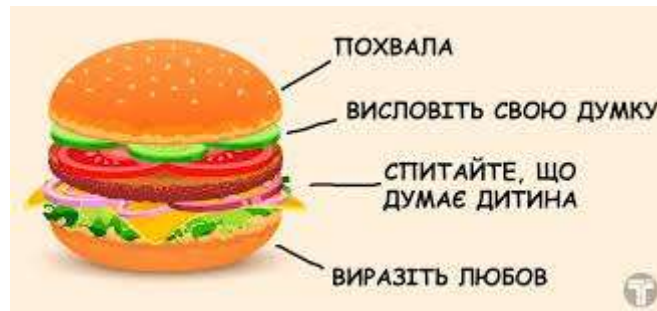 ПОХВАЛА
ВИСЛОВІТЬ СВОЮ ДУМКУ
СПИТАЙТЕ, ЩО
ДУМАЄ ДИТИНА
ВИРАЗІТЬ ЛЮБОВ